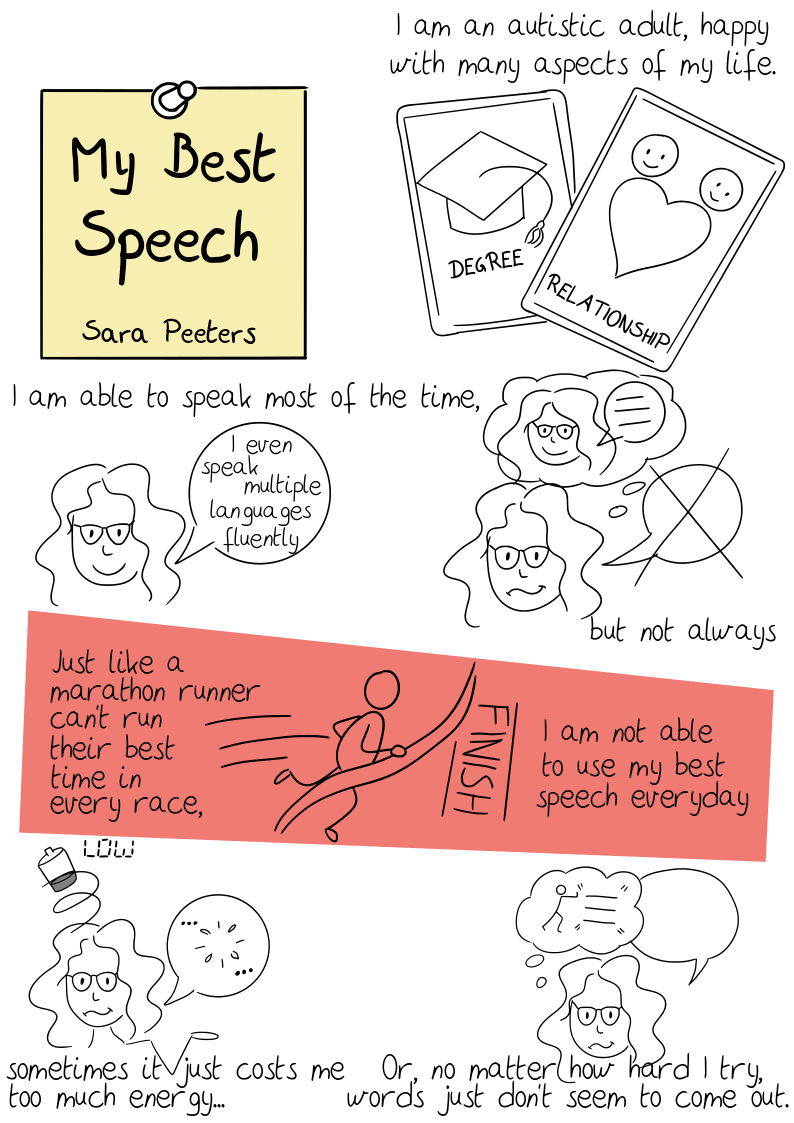 My Best
Speech
Sara Peeters
I am an autistic adult, happy
with many aspects of my life.
DEGREE
RELATIONSHIP
I am able to speak most of the time,
I even
speak
multiple
languages
fluently
but not always
Just like a
marathon runner
can't run
their best
time in
every race,
FINISH
I am not able
to use my best
speech everyday
LOW
...
...
sometimes it just costs me
too much energy...
Or, no matter how hard I try,
words just don't seem to come out.